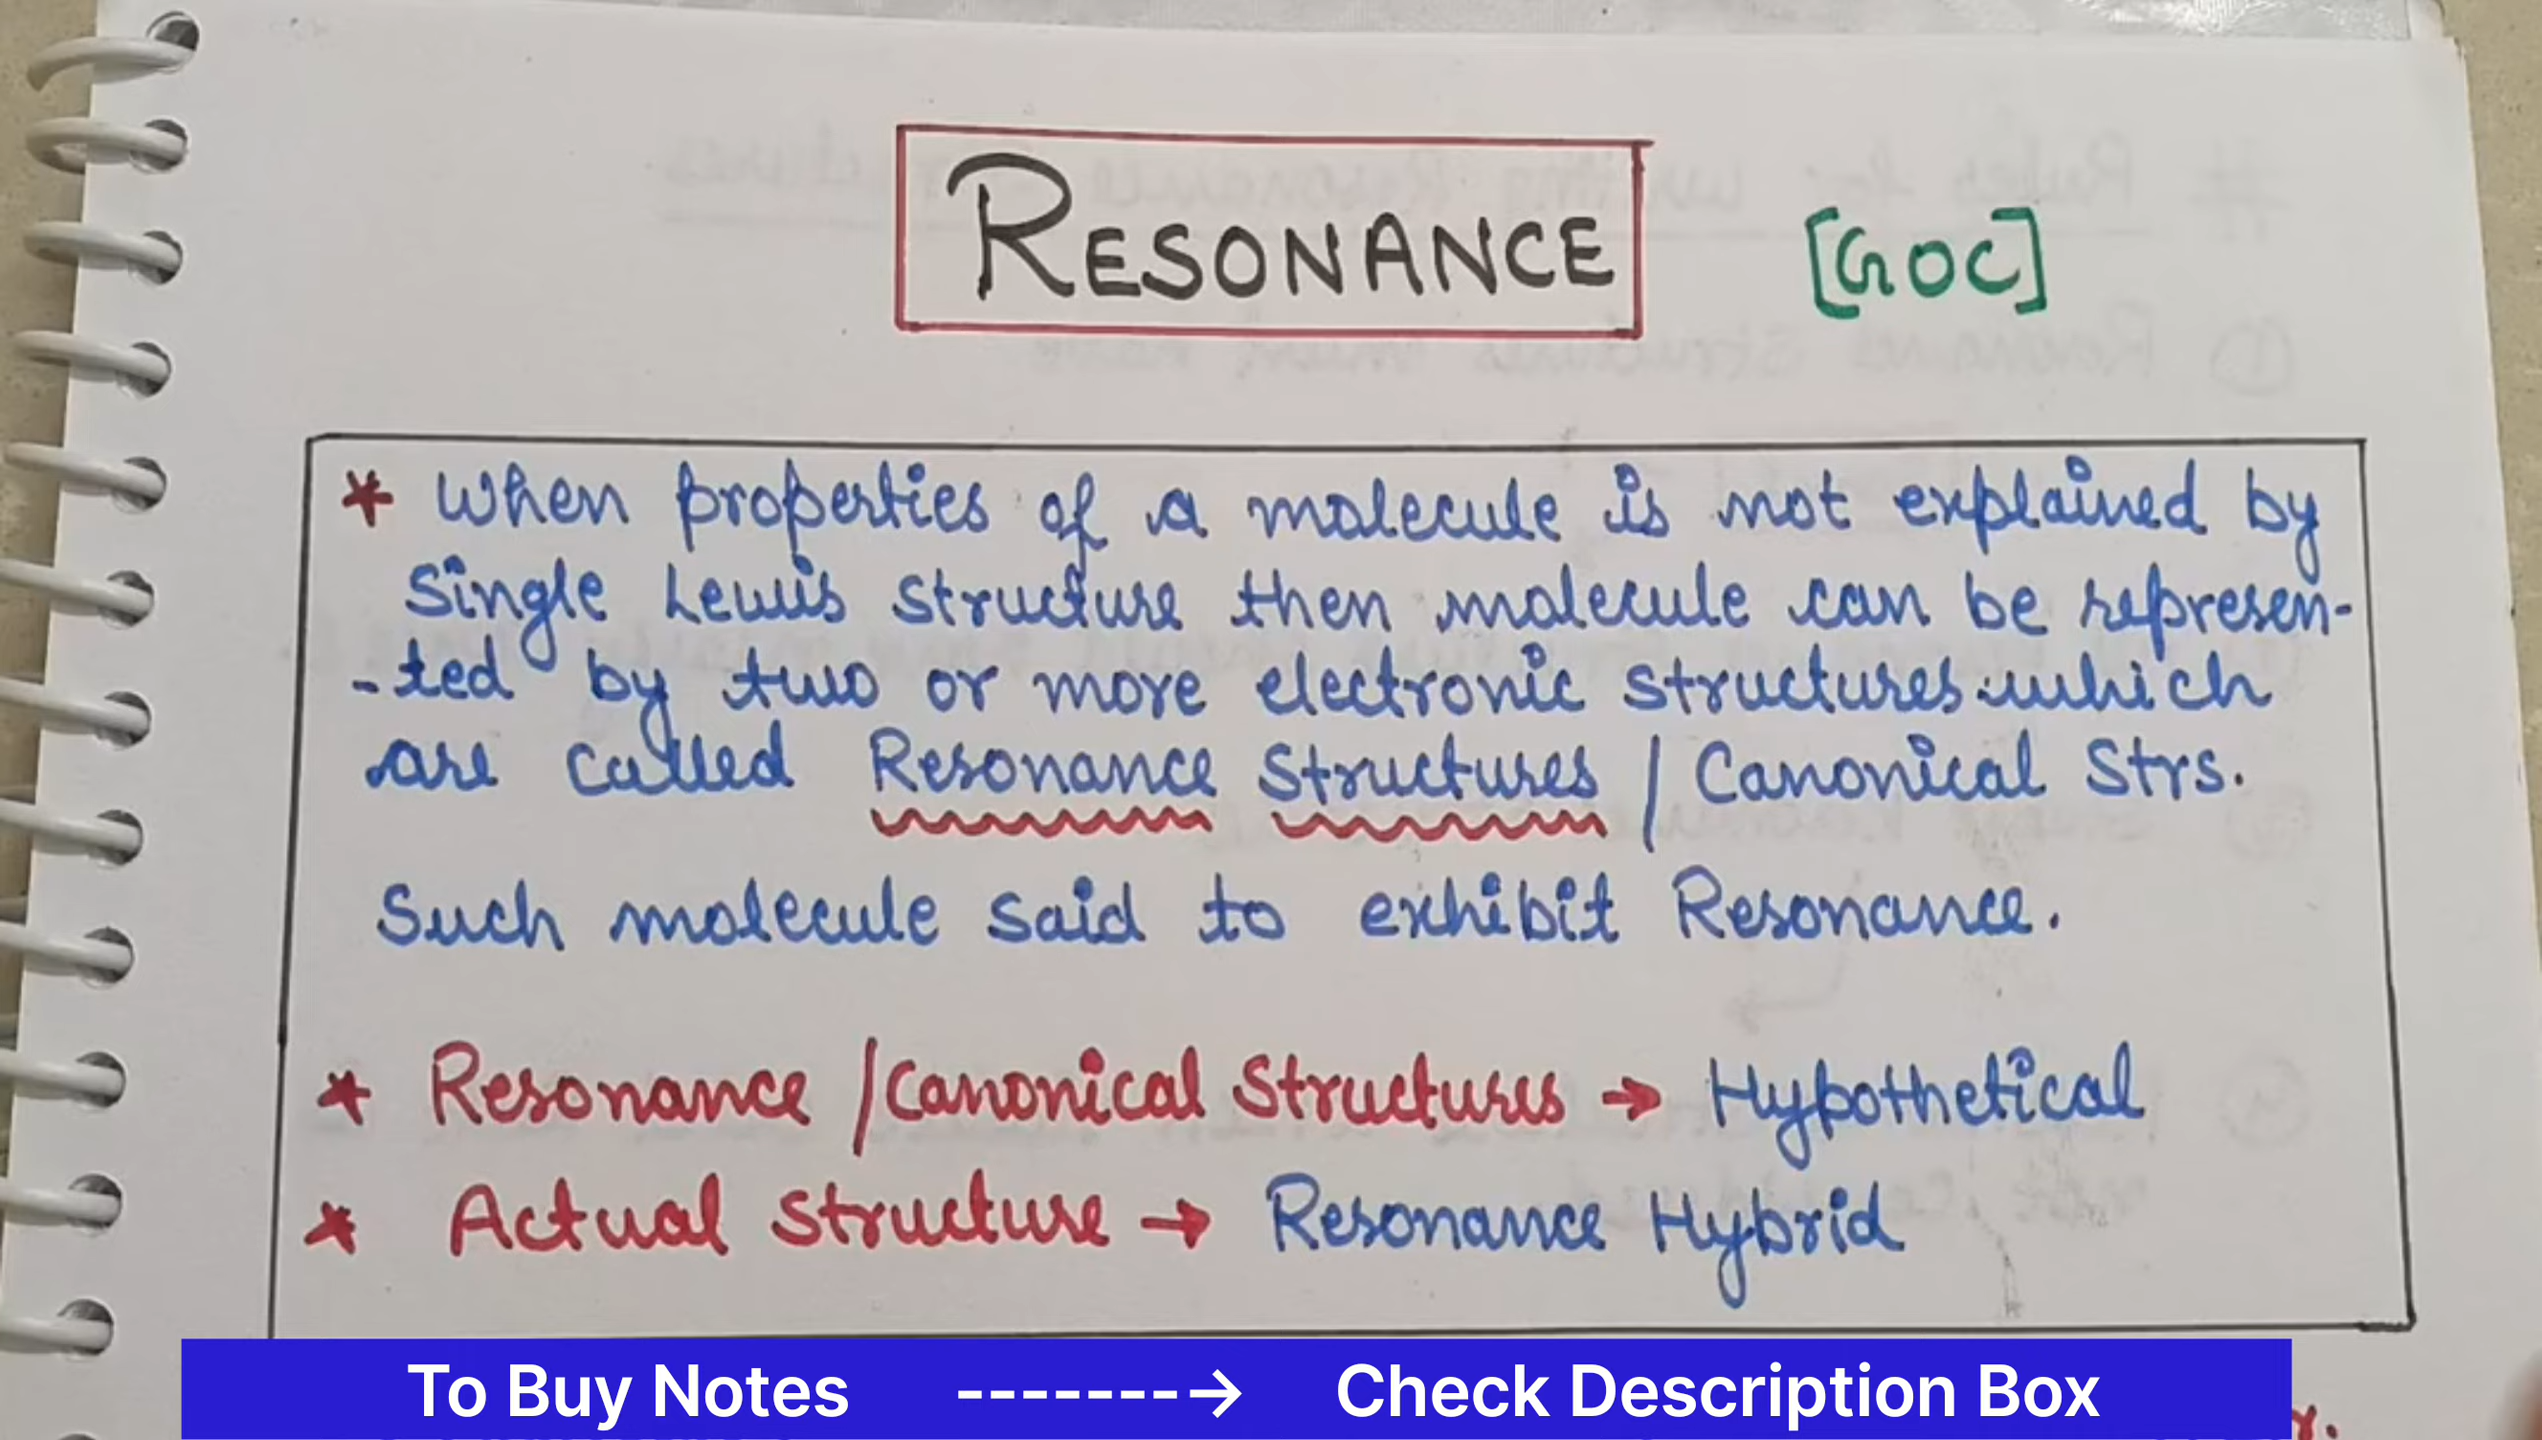 RESONANCE [GOC]
* When properties of a molecule is not explained by
Single Lewis structure then molecule can be represen-
-ted by two or more electronic structures which
are called Resonance Structures / Canonical Strs.
Such molecule said to exhibit Resonance.
* Resonance / Canonical Structures → Hypothetical
* Actual Structure → Resonance Hybrid
To Buy Notes -------→ Check Description Box